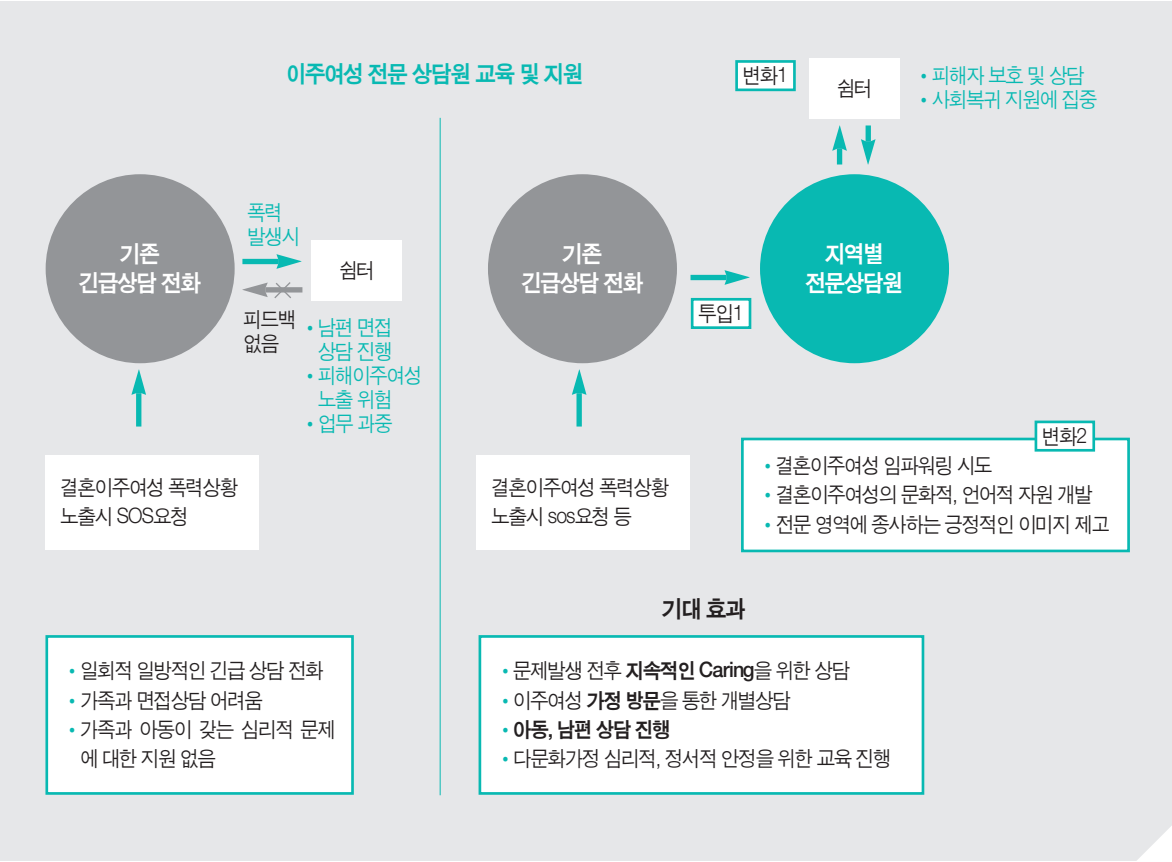 이주여성 전문 상담원 교육 및 지원
기존
긴급상담 전화
폭력
발생시
쉼터
피드백
없음
• 남편 면접
상담 진행
• 피해이주여성
노출 위험
• 업무 과중
결혼이주여성 폭력상황
노출시 SOS요청
• 일회적 일방적인 긴급 상담 전화
• 가족과 면접상담 어려움
• 가족과 아동이 갖는 심리적 문제
에 대한 지원 없음
변화1
쉼터
• 피해자 보호 및 상담
• 사회복귀 지원에 집중
기존
긴급상담 전화
투입1
지역별
전문상담원
결혼이주여성 폭력상황
노출시 sos요청 등
변화2
• 결혼이주여성 임파워링 시도
• 결혼이주여성의 문화적, 언어적 자원 개발
• 전문 영역에 종사하는 긍정적인 이미지 제고
기대 효과
• 문제발생 전후 지속적인 Caring을 위한 상담
• 이주여성 가정 방문을 통한 개별상담
• 아동, 남편 상담 진행
• 다문화가정 심리적, 정서적 안정을 위한 교육 진행